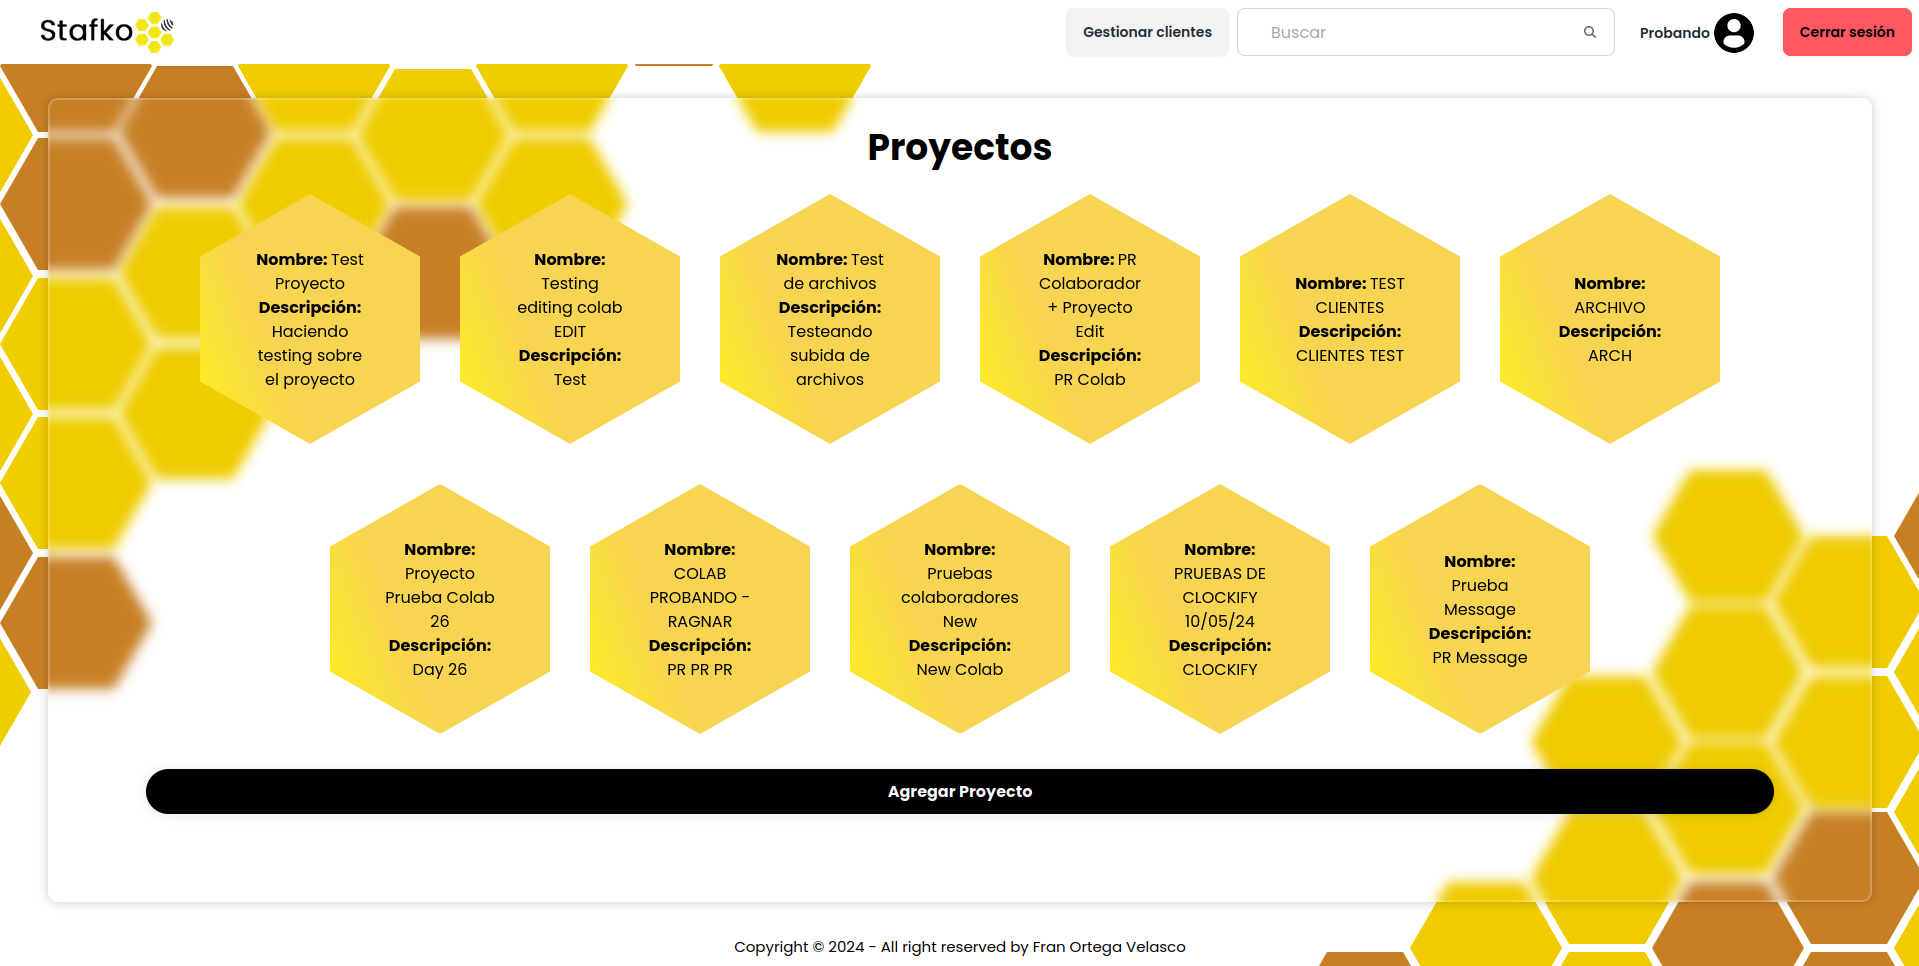 Stafko
Gestionar clientes
Buscar
Probando
Cerrar sesión
Proyectos
Nombre: Test
Proyecto
Descripción:
Haciendo
testing sobre
el proyecto
Nombre:
Testing
editing colab
EDIT
Descripción:
Test
Nombre: Test
de archivos
Descripción:
Testeando
subida de
archivos
Nombre: PR
Colaborador
+ Proyecto
Edit
Descripción:
PR Colab
Nombre: TEST
CLIENTES
Descripción:
CLIENTES TEST
Nombre:
ARCHIVO
Descripción:
ARCH
Nombre:
Proyecto
Prueba Colab
26
Descripción:
Day 26
Nombre:
COLAB
PROBANDO -
RAGNAR
Descripción:
PR PR PR
Nombre:
Pruebas
colaboradores
New
Descripción:
New Colab
Nombre:
PRUEBAS DE
CLOCKIFY
10/05/24
Descripción:
CLOCKIFY
Nombre:
Prueba
Message
Descripción:
PR Message
Agregar Proyecto
Copyright © 2024 - All right reserved by Fran Ortega Velasco